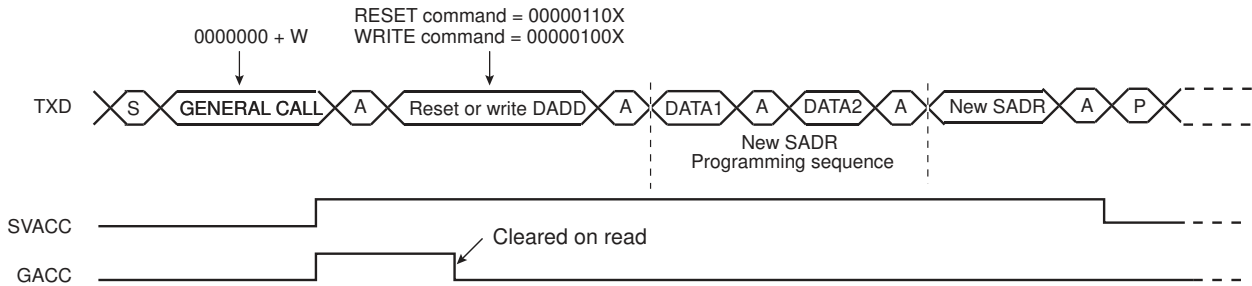 RESET command = 00000110X
0000000 + W
WRITE command = 00000100X
TXD
S
GENERAL CALL
A
Reset or write DADD
A
DATA1
A
DATA2
A
New SADR
A
P
New SADR
Programming sequence
SVACC
Cleared on read
GACC